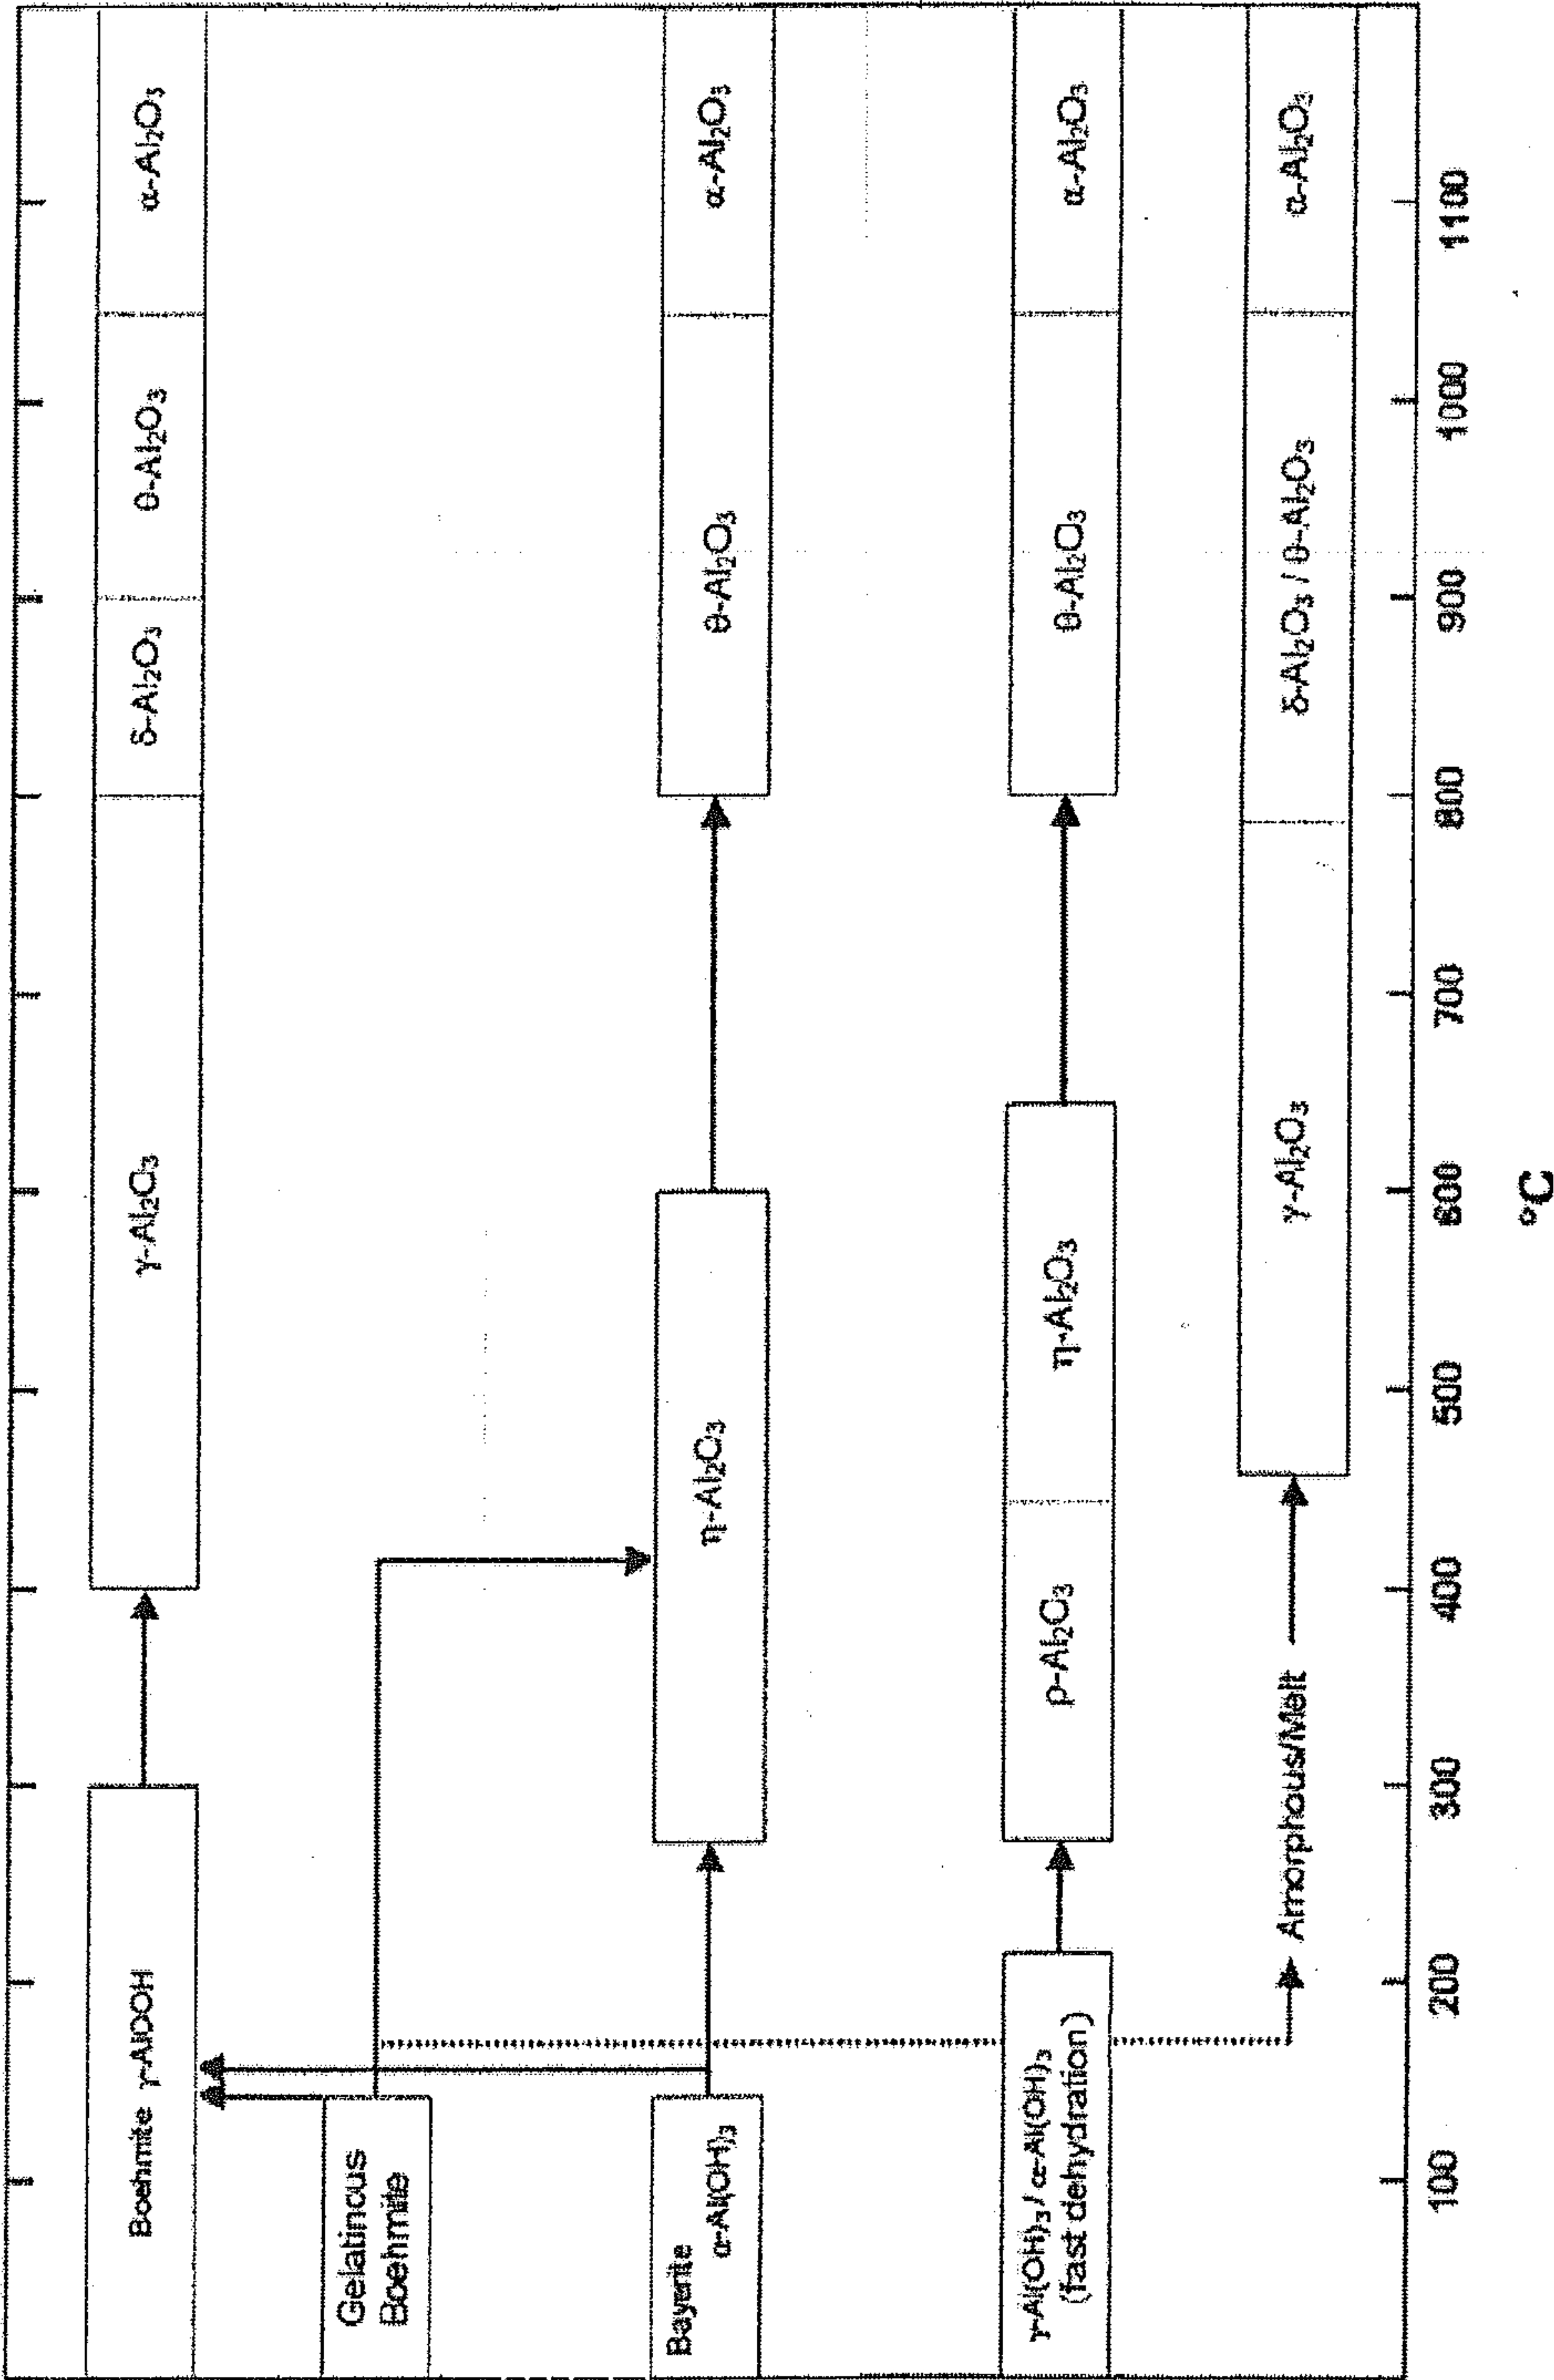 Boehmite γ-AlOOH
γ-Al₂O₃
δ-Al₂O₃
θ-Al₂O₃
α-Al₂O₃
Gelatinous
Boehmite
Bayerite
α-Al(OH)₃
η-Al₂O₃
θ-Al₂O₃
α-Al₂O₃
γ-Al(OH)₃ / α-Al(OH)₃
(fast dehydration)
ρ-Al₂O₃
η-Al₂O₃
θ-Al₂O₃
α-Al₂O₃
Amorphous/Melt
γ-Al₂O₃
δ-Al₂O₃ / θ-Al₂O₃
α-Al₂O₃
100 200 300 400 500 600 700 800 900 1000 1100
°C